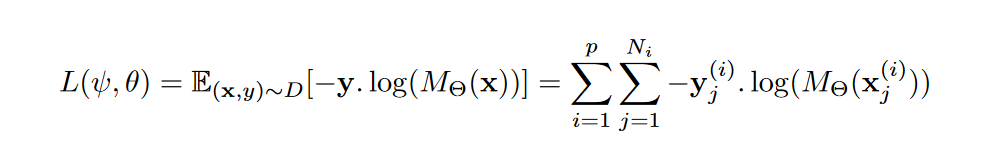 L(ψ, θ) = 𝔼_{(𝐱,y)∼D}[−𝐲. log(M_Θ(𝐱))] = ∑_{i=1}^{p} ∑_{j=1}^{N_i} −𝐲_j^{(i)}. log(M_Θ(𝐱_j^{(i)}))